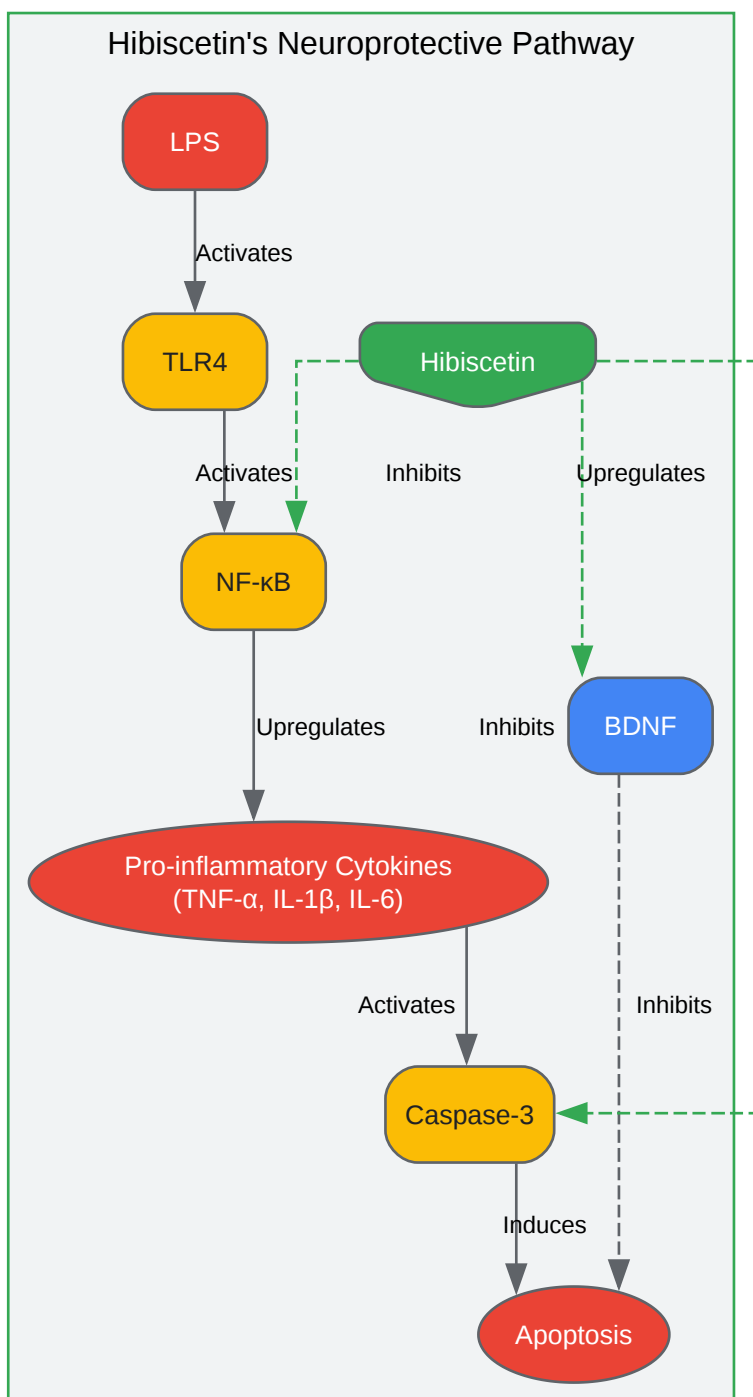 Hibiscetin's Neuroprotective Pathway
LPS
Activates
TLR4
Hibiscetin
Activates
Inhibits
Upregulates
NF-κB
Upregulates
Inhibits
BDNF
Pro-inflammatory Cytokines
(TNF-α, IL-1β, IL-6)
Activates
Inhibits
Caspase-3
Induces
Apoptosis